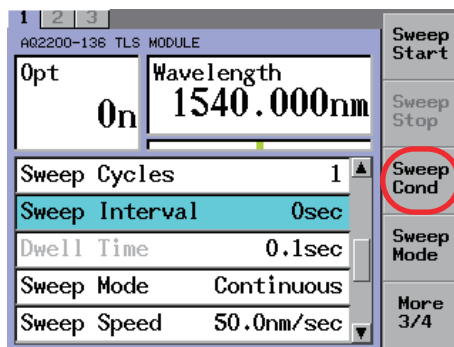 1 2 3
AQ2200-136 TLS MODULE
Opt
On
Wavelength
1540.000nm
Sweep Cycles 1
Sweep Interval 0sec
Dwell Time 0.1sec
Sweep Mode Continuous
Sweep Speed 50.0nm/sec
Sweep
Start
Sweep
Stop
Sweep
Cond
Sweep
Mode
More
3/4